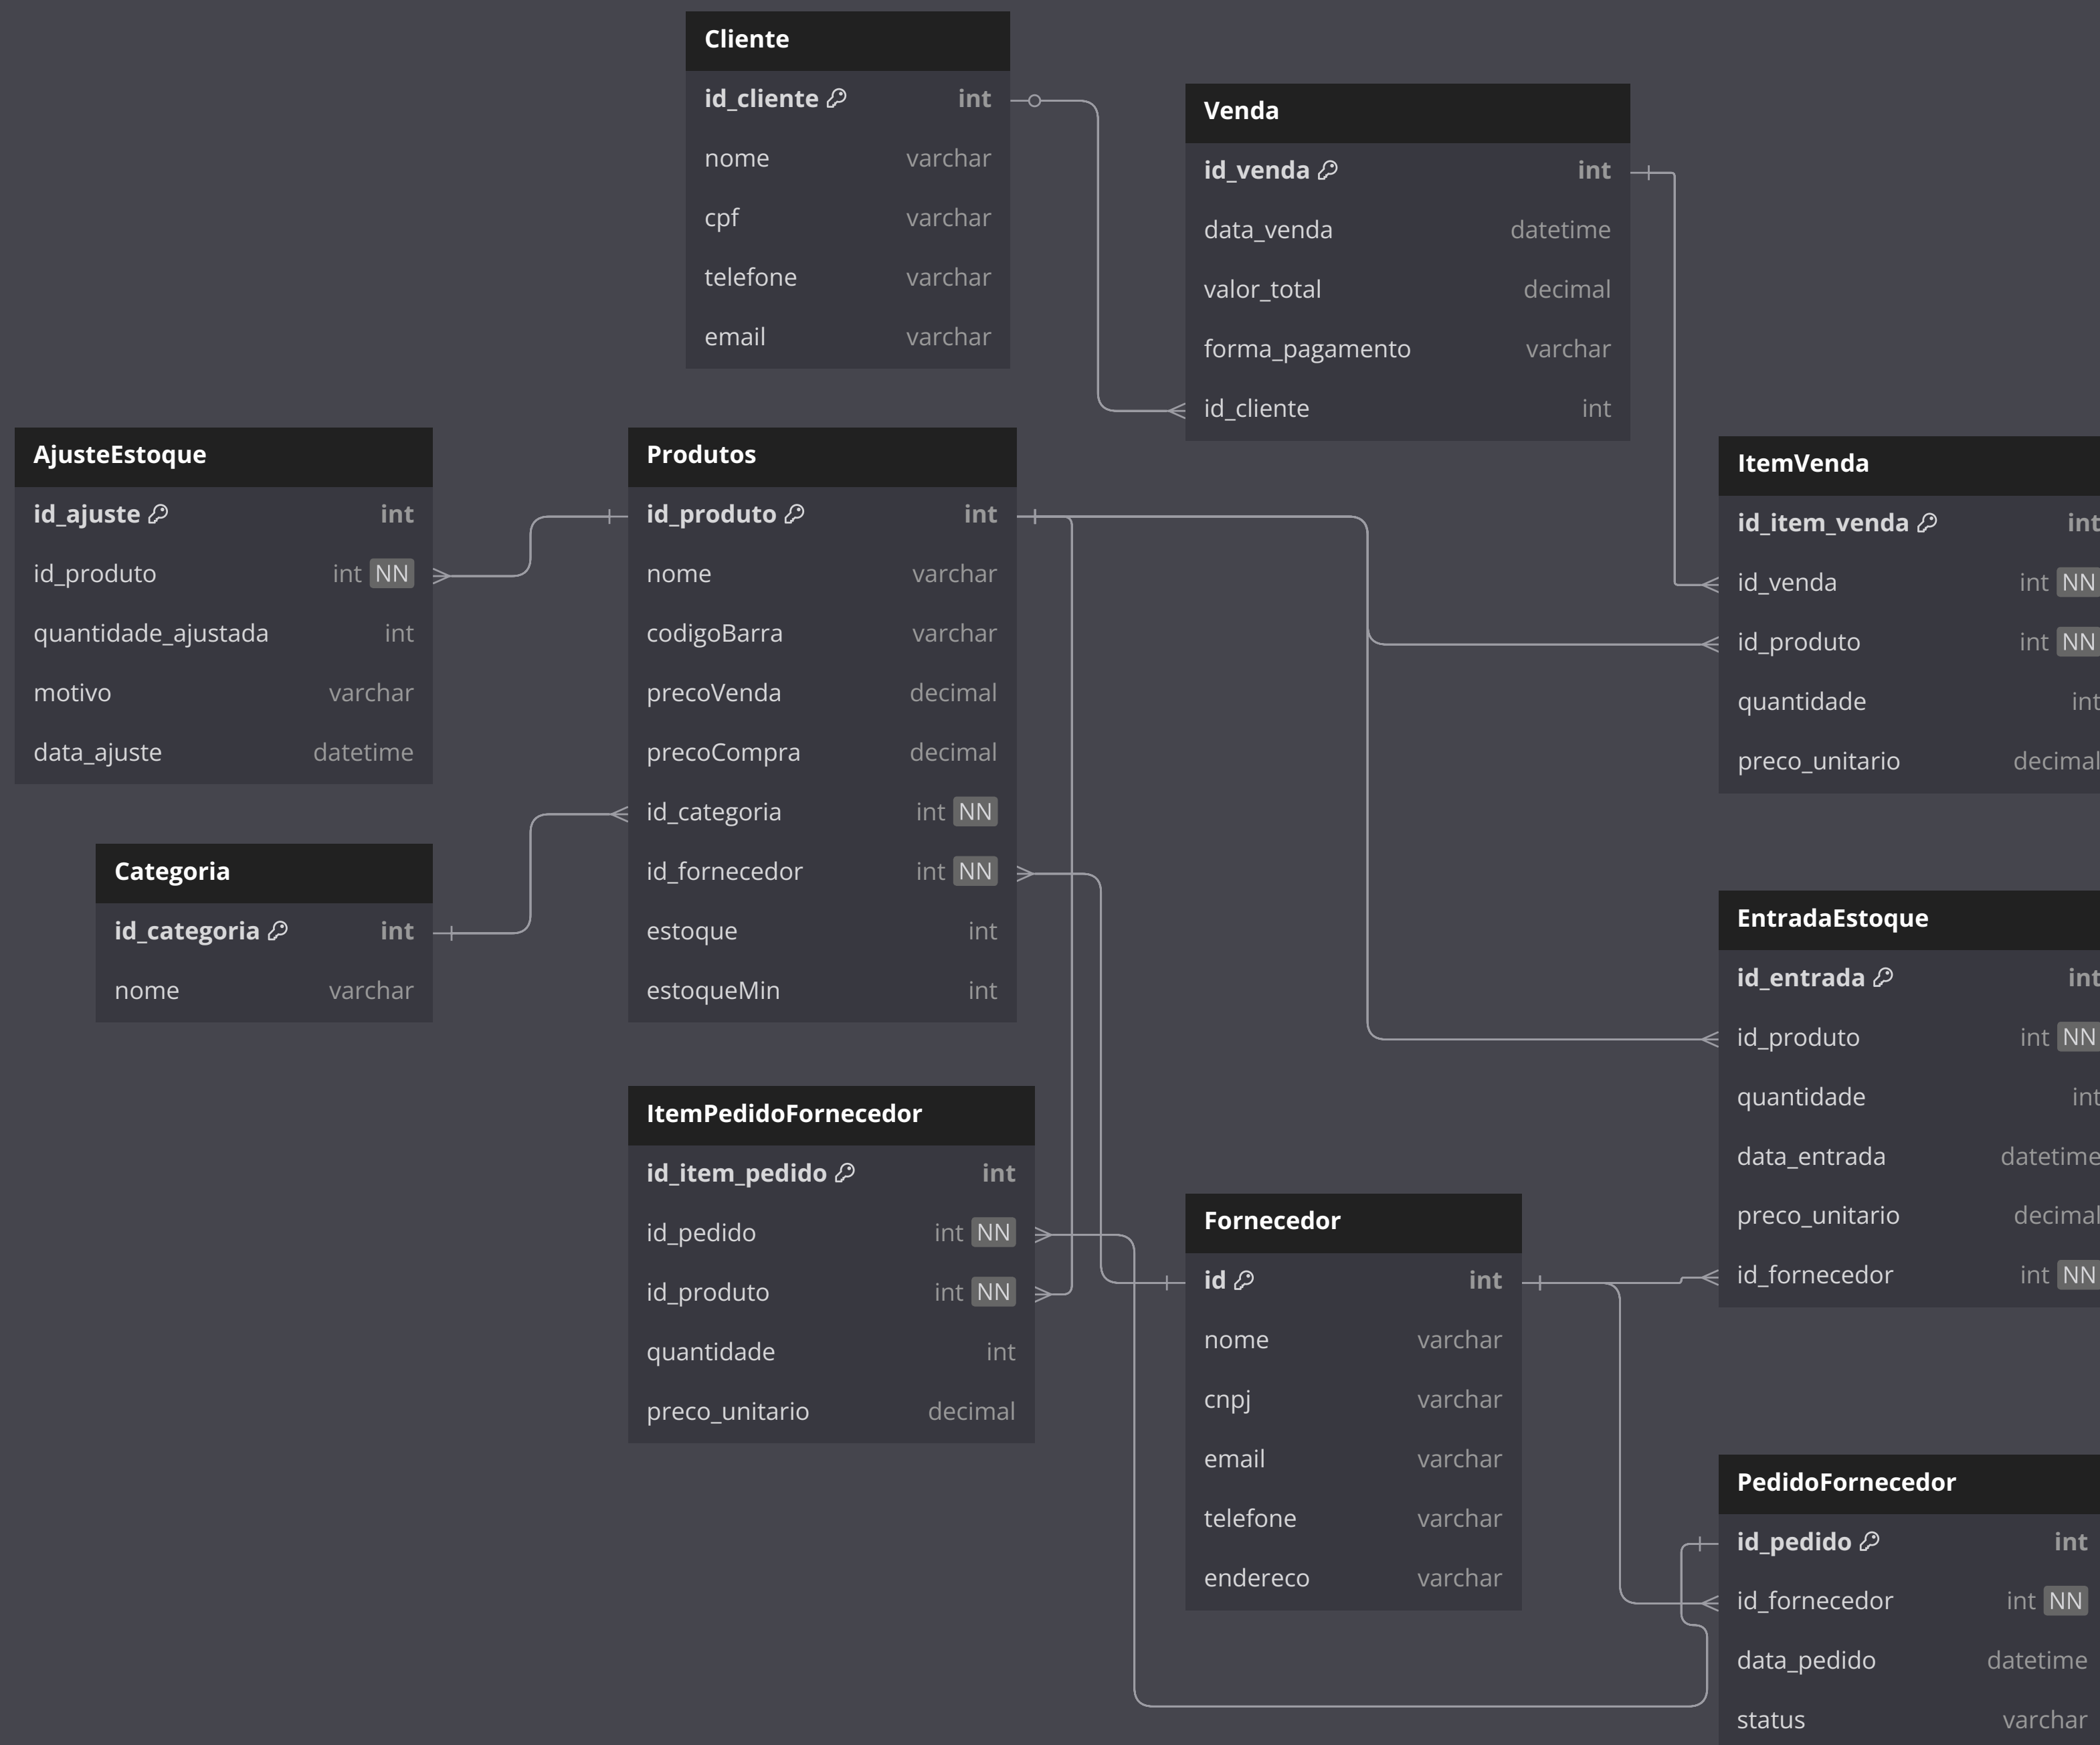 Cliente
id_cliente int
nome varchar
cpf varchar
telefone varchar
email varchar
Venda
id_venda int
data_venda datetime
valor_total decimal
forma_pagamento varchar
id_cliente int
AjusteEstoque
id_ajuste int
id_produto int NN
quantidade_ajustada int
motivo varchar
data_ajuste datetime
Produtos
id_produto int
nome varchar
codigoBarra varchar
precoVenda decimal
precoCompra decimal
id_categoria int NN
id_fornecedor int NN
estoque int
estoqueMin int
ItemVenda
id_item_venda int
id_venda int NN
id_produto int NN
quantidade int
preco_unitario decimal
Categoria
id_categoria int
nome varchar
EntradaEstoque
id_entrada int
id_produto int NN
quantidade int
data_entrada datetime
preco_unitario decimal
id_fornecedor int NN
ItemPedidoFornecedor
id_item_pedido int
id_pedido int NN
id_produto int NN
quantidade int
preco_unitario decimal
Fornecedor
id int
nome varchar
cnpj varchar
email varchar
telefone varchar
endereco varchar
PedidoFornecedor
id_pedido int
id_fornecedor int NN
data_pedido datetime
status varchar